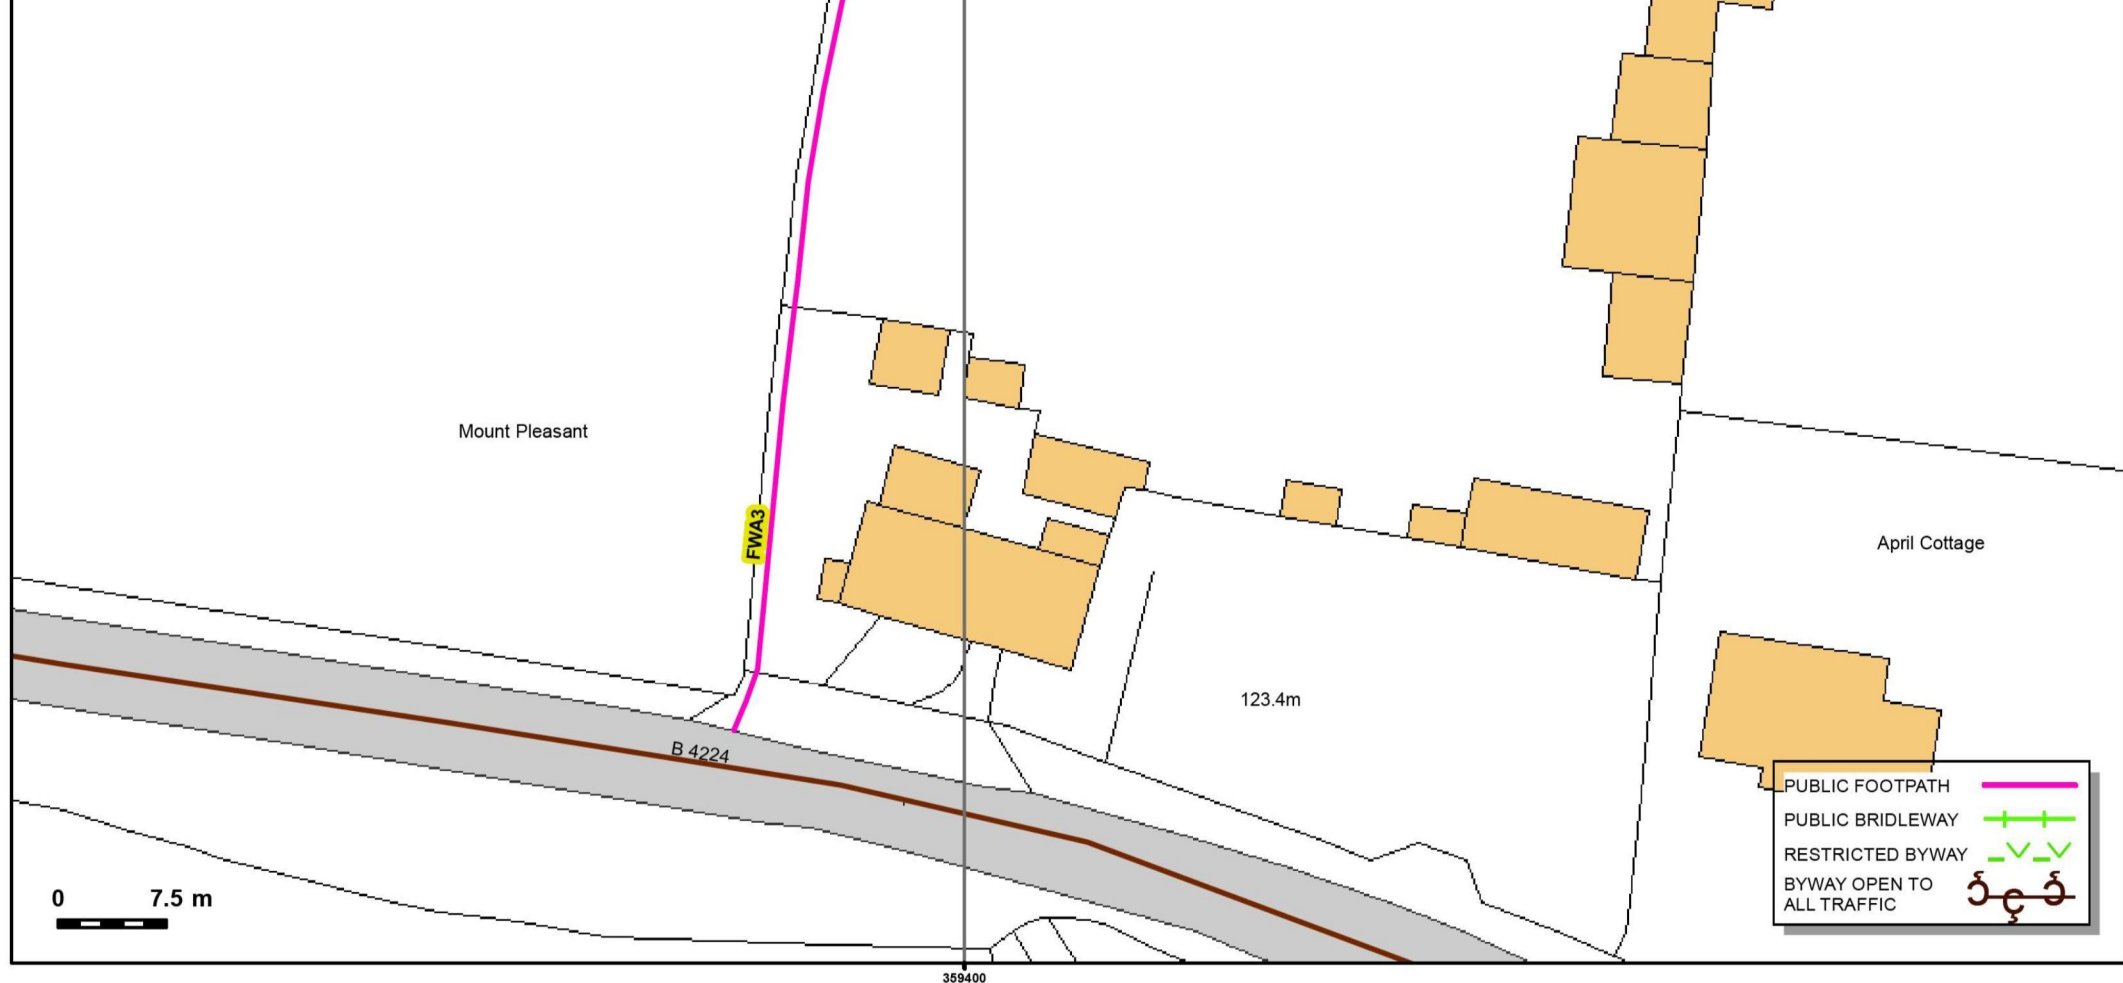 Mount Pleasant
FWA3
April Cottage
123.4m
B 4224
PUBLIC FOOTPATH
PUBLIC BRIDLEWAY
RESTRICTED BYWAY
BYWAY OPEN TO
ALL TRAFFIC
0 7.5 m
359400